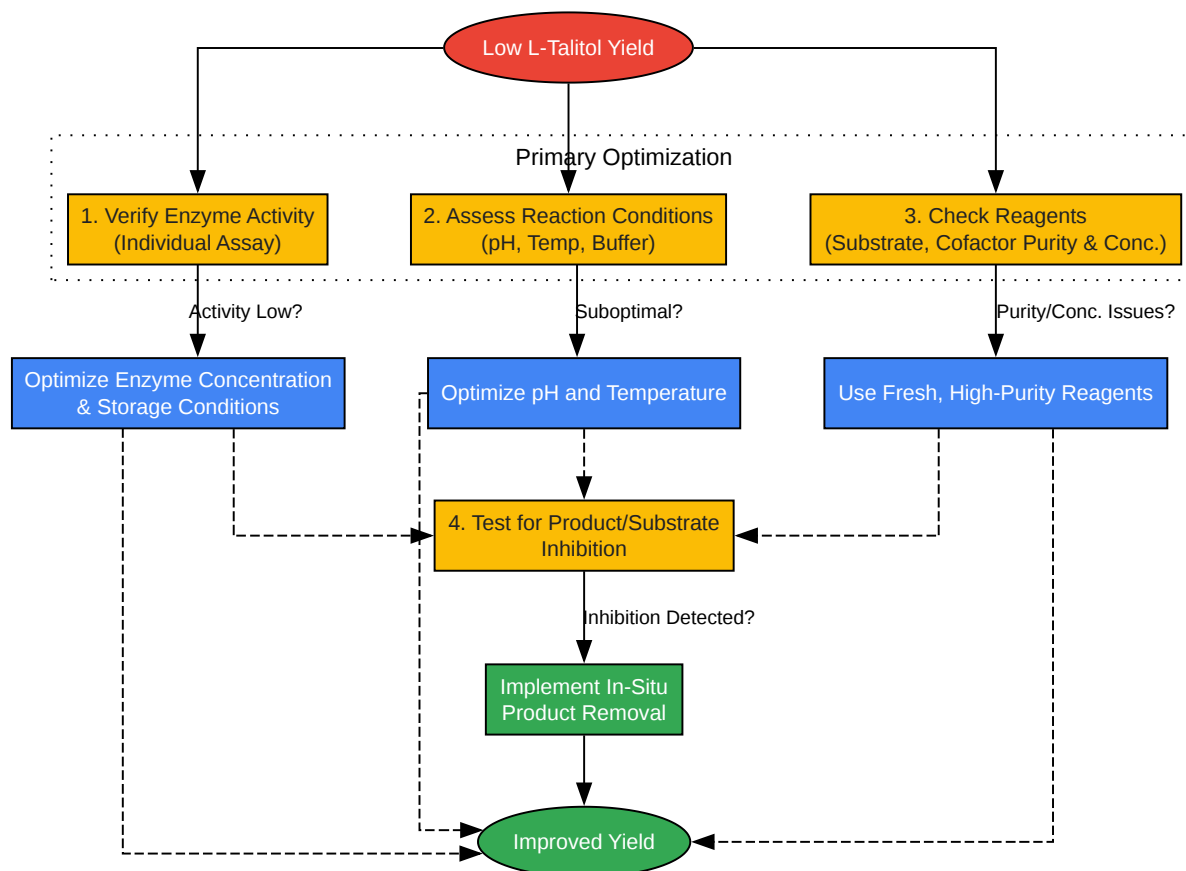 Low L-Talitol Yield
Primary Optimization
1. Verify Enzyme Activity
(Individual Assay)
2. Assess Reaction Conditions
(pH, Temp, Buffer)
3. Check Reagents
(Substrate, Cofactor Purity & Conc.)
Activity Low?
Suboptimal?
Purity/Conc. Issues?
Optimize Enzyme Concentration
& Storage Conditions
Optimize pH and Temperature
Use Fresh, High-Purity Reagents
4. Test for Product/Substrate
Inhibition
Inhibition Detected?
Implement In-Situ
Product Removal
Improved Yield